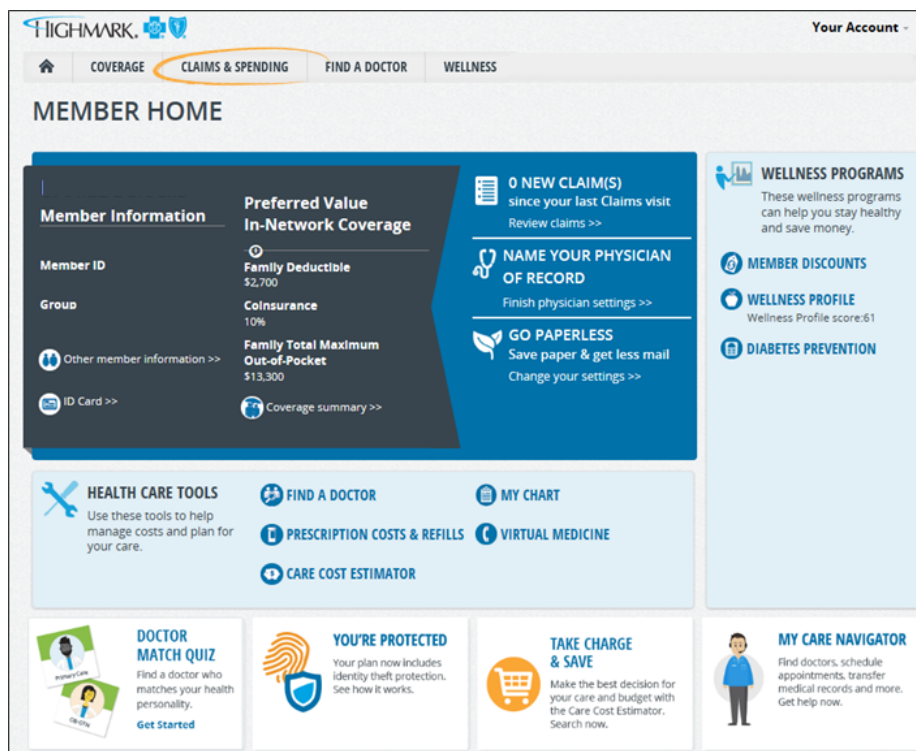 HIGHMARK.
Your Account
COVERAGE
CLAIMS & SPENDING
FIND A DOCTOR
WELLNESS
MEMBER HOME
Member Information
Member ID
Group
Other member information >>
ID Card >>
Preferred Value
In-Network Coverage
Family Deductible
$2,700
Coinsurance
10%
Family Total Maximum
Out-of-Pocket
$13,300
Coverage summary >>
0 NEW CLAIM(S)
since your last Claims visit
Review claims >>
NAME YOUR PHYSICIAN
OF RECORD
Finish physician settings >>
GO PAPERLESS
Save paper & get less mail
Change your settings >>
WELLNESS PROGRAMS
These wellness programs
can help you stay healthy
and save money.
MEMBER DISCOUNTS
WELLNESS PROFILE
Wellness Profile score:61
DIABETES PREVENTION
HEALTH CARE TOOLS
Use these tools to help
manage costs and plan for
your care.
FIND A DOCTOR
PRESCRIPTION COSTS & REFILLS
CARE COST ESTIMATOR
MY CHART
VIRTUAL MEDICINE
Primary Care
OB-GYN
DOCTOR
MATCH QUIZ
Find a doctor who
matches your health
personality.
Get Started
YOU'RE PROTECTED
Your plan now includes
identity theft protection.
See how it works.
TAKE CHARGE
& SAVE
Make the best decision for
your care and budget with
the Care Cost Estimator.
Search now.
MY CARE NAVIGATOR
Find doctors, schedule
appointments, transfer
medical records and more.
Get help now.